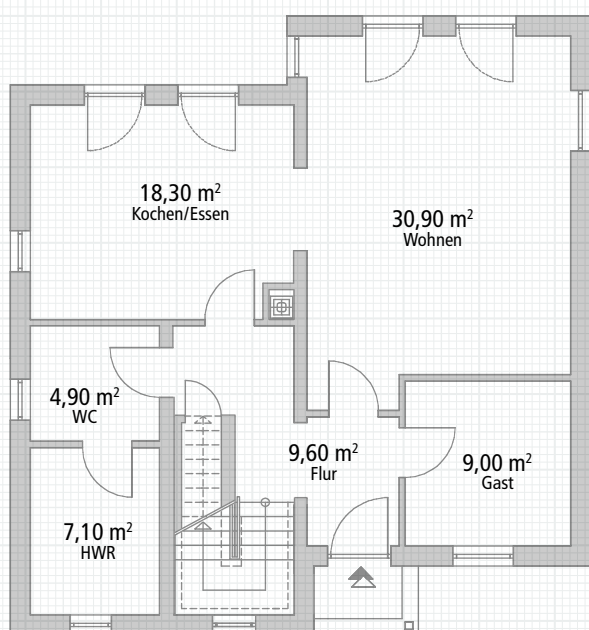 18,30 m²
Kochen/Essen
30,90 m²
Wohnen
4,90 m²
WC
9,60 m²
Flur
9,00 m²
Gast
7,10 m²
HWR